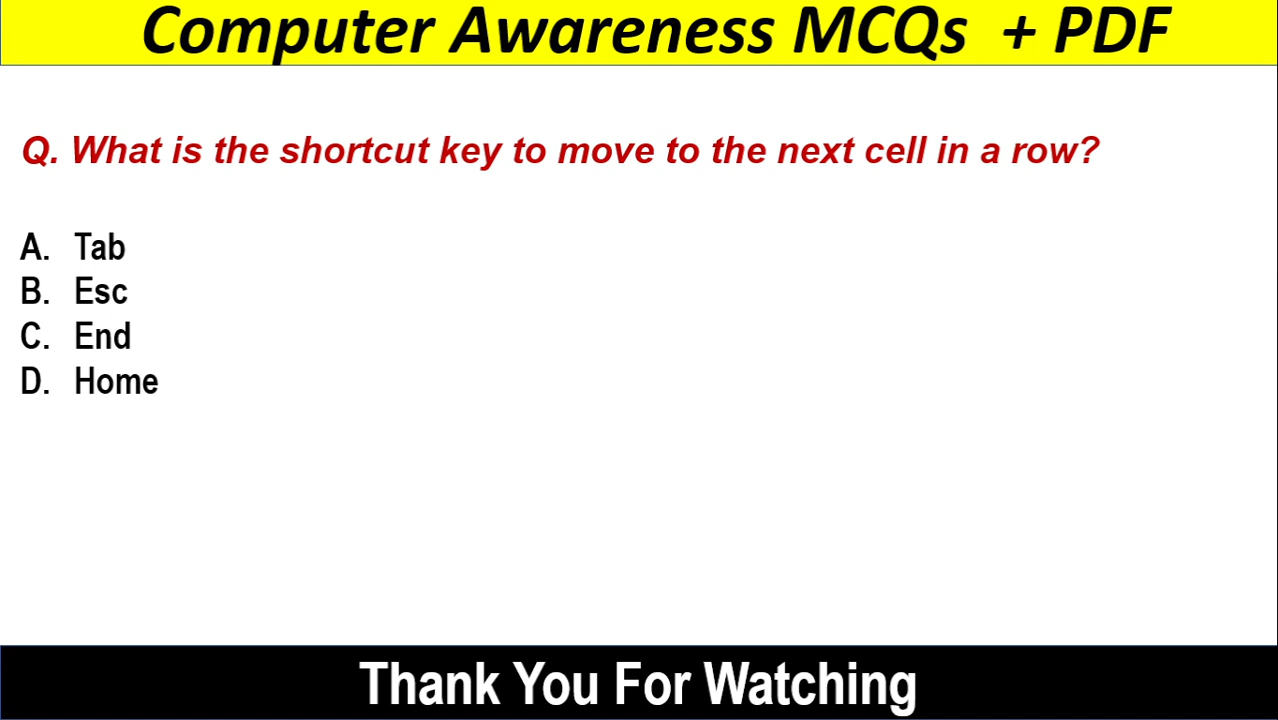 Computer Awareness MCQs + PDF
Q. What is the shortcut key to move to the next cell in a row?
A. Tab
B. Esc
C. End
D. Home
Thank You For Watching